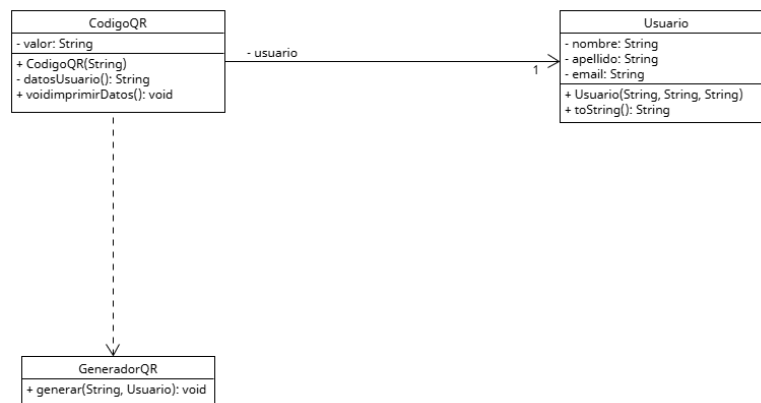 CodigoQR
- valor: String
+ CodigoQR(String)
- datosUsuario(): String
+ voidimprimirDatos(): void
- usuario
1
Usuario
- nombre: String
- apellido: String
- email: String
+ Usuario(String, String, String)
+ toString(): String
GeneradorQR
+ generar(String, Usuario): void